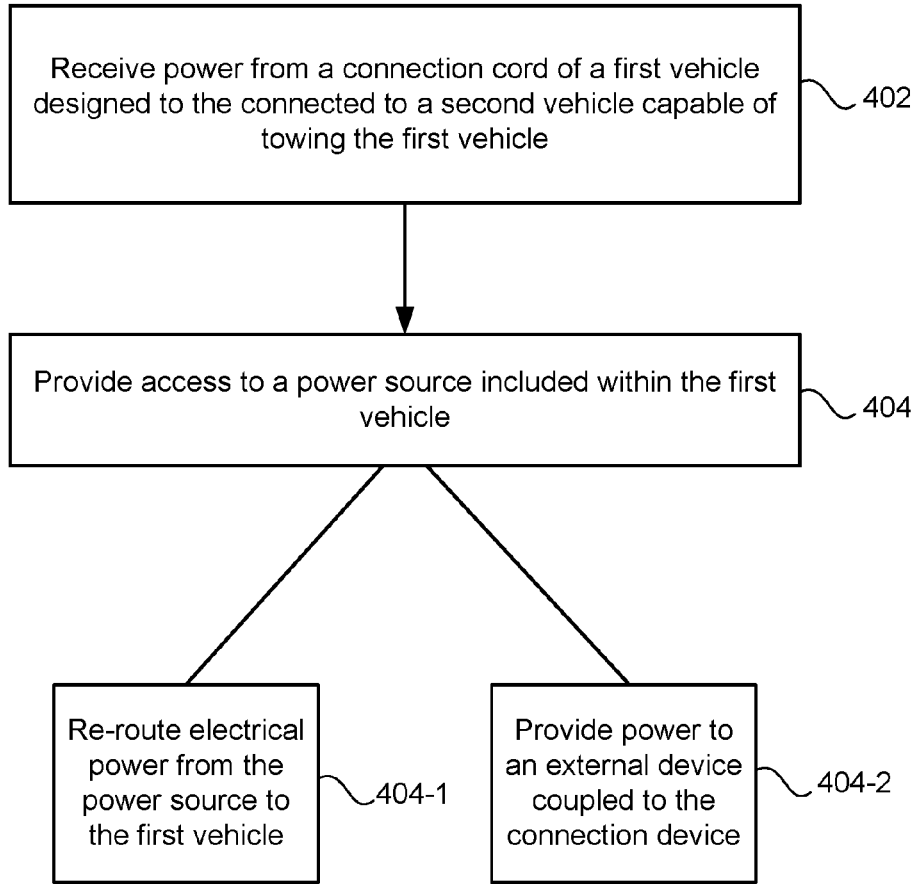 Receive power from a connection cord of a first vehicle
designed to the connected to a second vehicle capable of
towing the first vehicle
402
Provide access to a power source included within the first
vehicle
404
Re-route electrical
power from the
power source to
the first vehicle
404-1
Provide power to
an external device
coupled to the
connection device
404-2